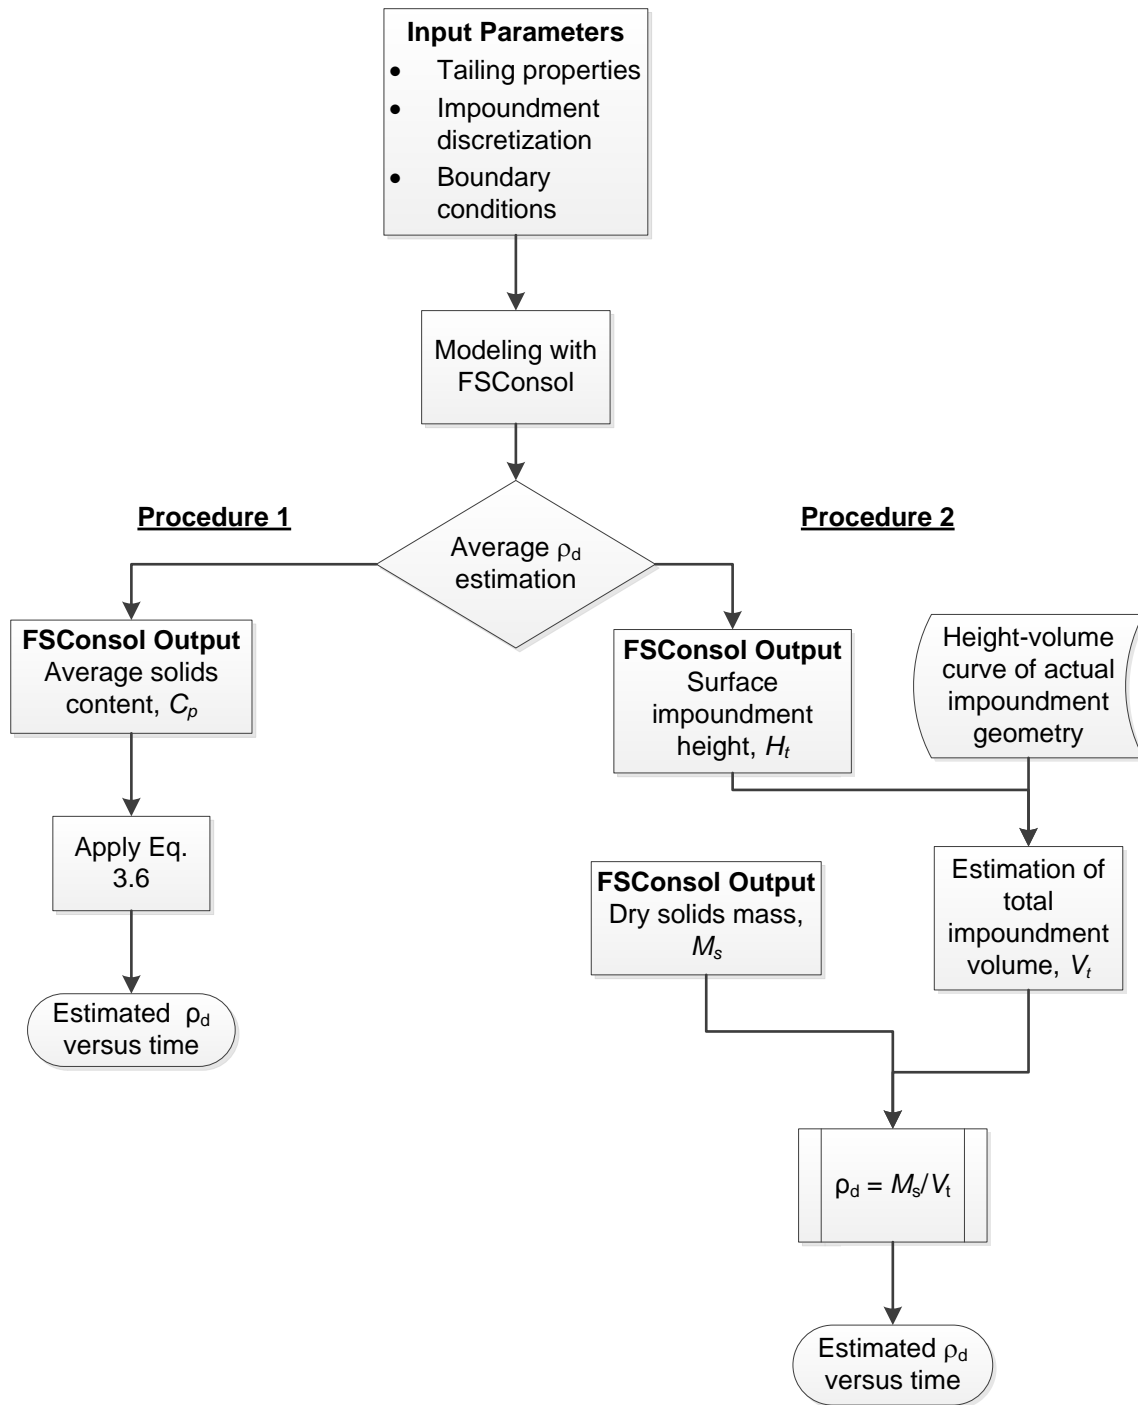 Input Parameters
• Tailing properties
• Impoundment
discretization
• Boundary
conditions
Modeling with
FSConsol
Procedure 1
Procedure 2
Average ρd
estimation
FSConsol Output
Average solids
content, Cp
FSConsol Output
Surface
impoundment
height, Ht
Height-volume
curve of actual
impoundment
geometry
Apply Eq.
3.6
FSConsol Output
Dry solids mass,
Ms
Estimation of
total
impoundment
volume, Vt
Estimated ρd
versus time
ρd = Ms/Vt
Estimated ρd
versus time